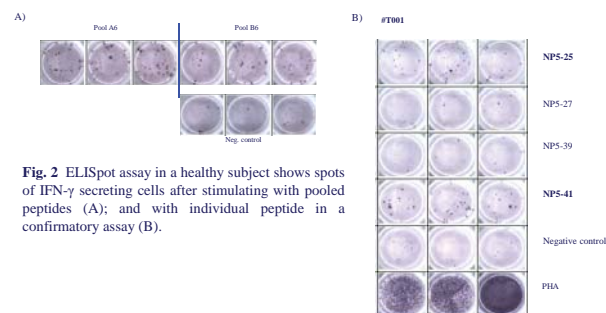 A)
Pool A6
Pool B6
Neg. control
Fig. 2 ELISpot assay in a healthy subject shows spots
of IFN-γ secreting cells after stimulating with pooled
peptides (A); and with individual peptide in a
confirmatory assay (B).
B)
#T001
NP5-25
NP5-27
NP5-39
NP5-41
Negative control
PHA